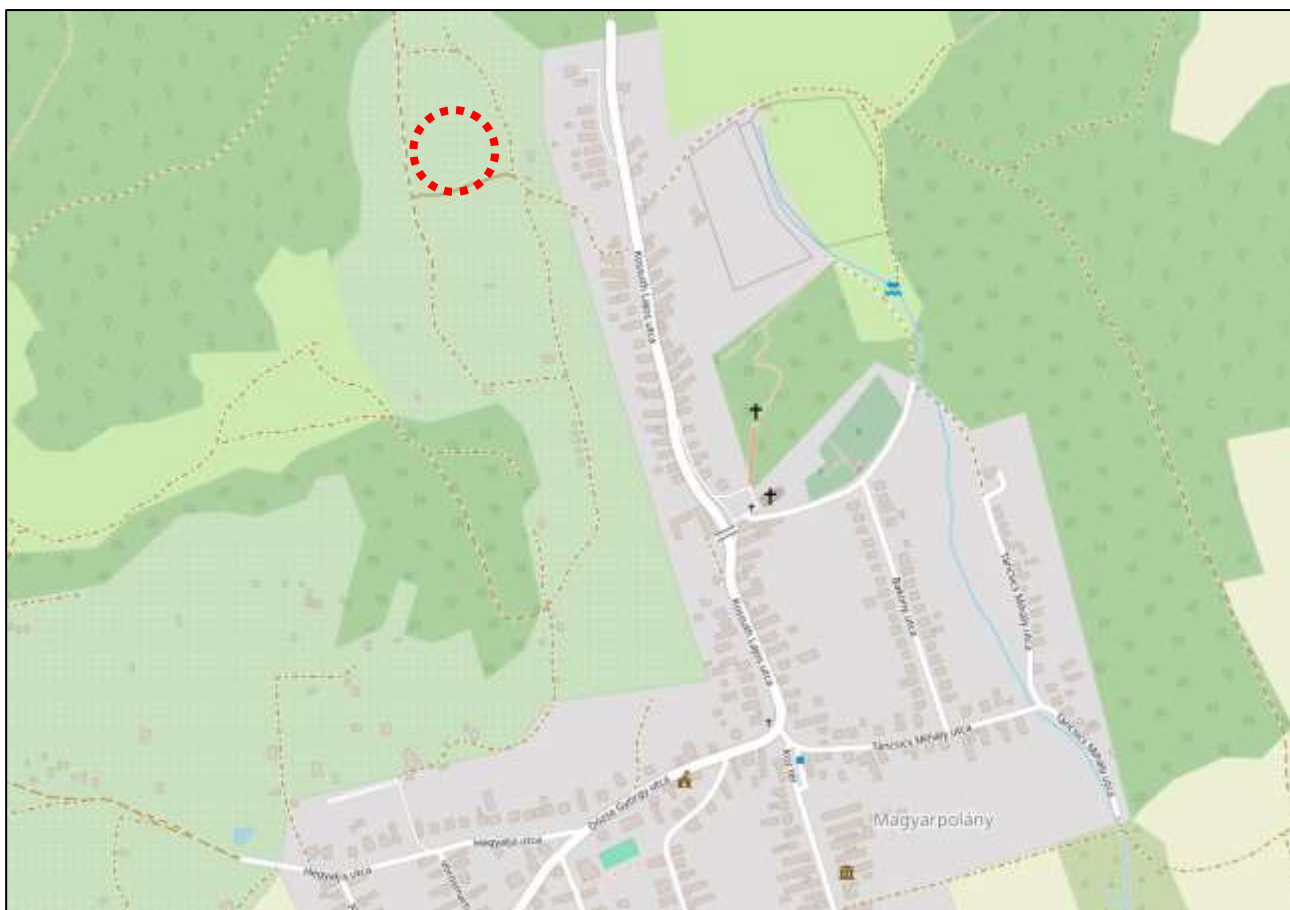 Kossuth Lajos utca
Kossuth Lajos utca
Bakony utca
Táncsics Mihály utca
Táncsics Mihály utca
Táncsics Mihály utca
Dózsa György utca
Magyarpolány
Hegyalja utca
Hegyalja utca